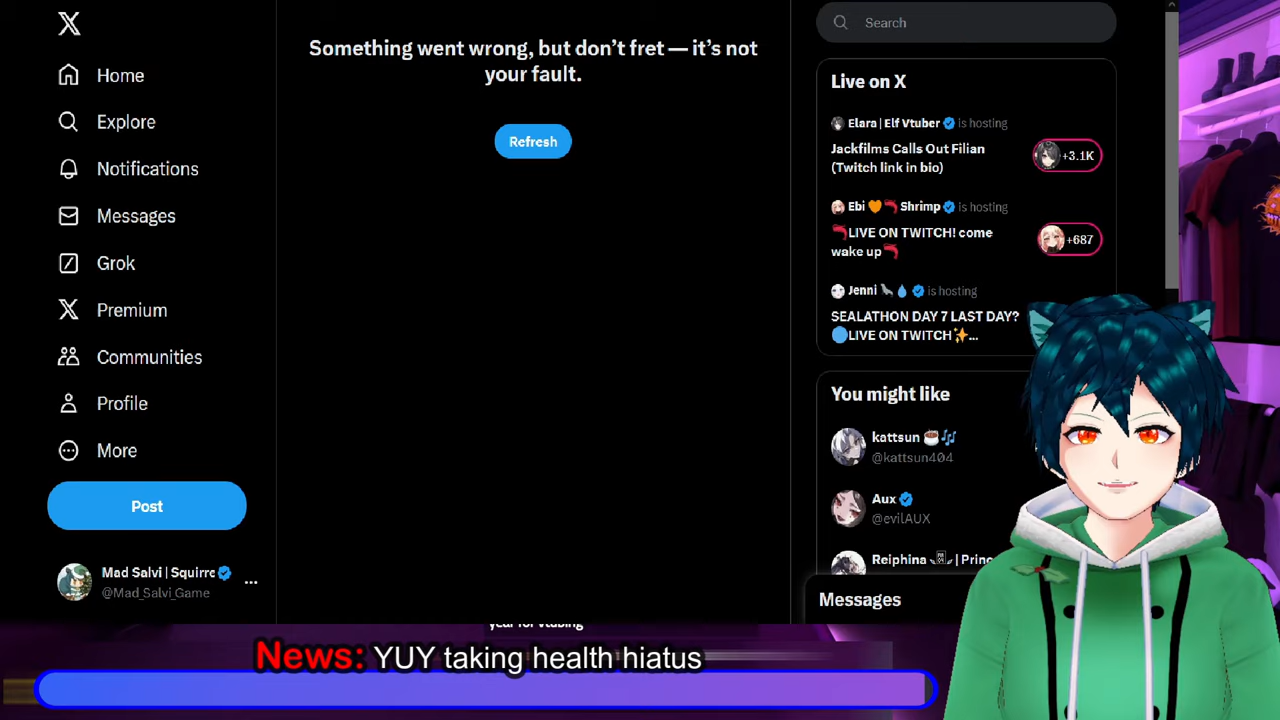 Home
Explore
Notifications
Messages
Grok
Premium
Communities
Profile
More
Post
Mad Salvi | Squirre
@Mad_Salvi_Game
Something went wrong, but don't fret — it's not
your fault.
Refresh
Search
Live on X
Elara | Elf Vtuber is hosting
Jackfilms Calls Out Filian
(Twitch link in bio)
+3.1K
Ebi 🧡🦐 Shrimp is hosting
🦐LIVE ON TWITCH! come
wake up🦐
+687
Jenni 🦭💧 is hosting
SEALATHON DAY 7 LAST DAY?
🔵LIVE ON TWITCH✨...
You might like
kattsun ☕🎶
@kattsun404
Aux
@evilAUX
Reiphina | Princ
Messages
year for vtubing
News: YUY taking health hiatus